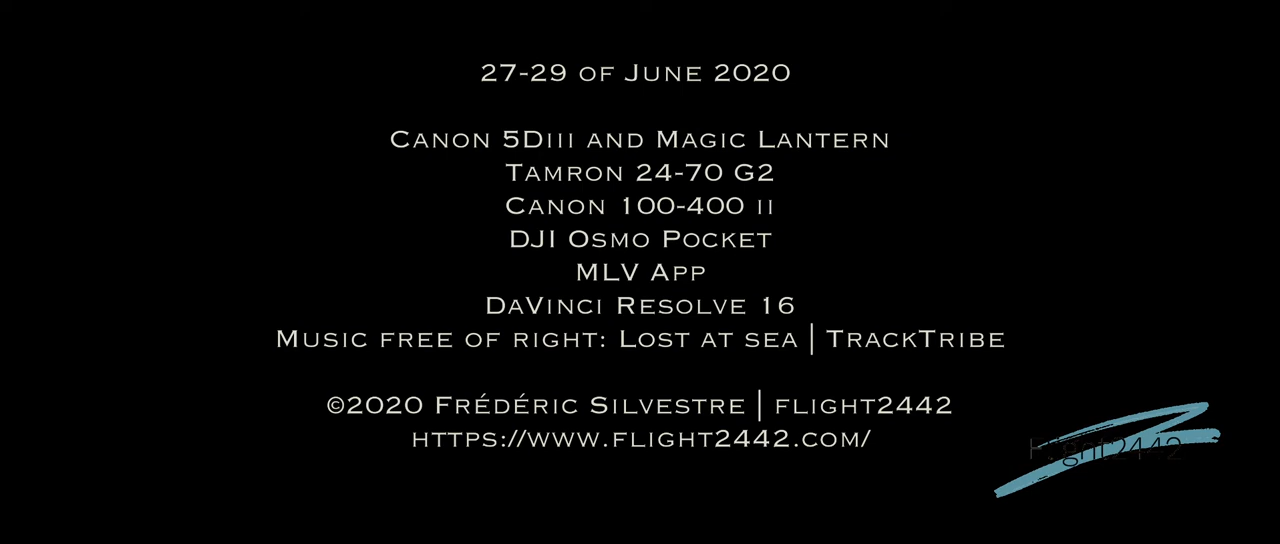 27-29 of June 2020
Canon 5Diii and Magic Lantern
Tamron 24-70 G2
Canon 100-400 ii
DJI Osmo Pocket
MLV App
DaVinci Resolve 16
Music free of right: Lost at sea | TrackTribe
©2020 Frédéric Silvestre | flight2442
https://www.flight2442.com/
Flight2442